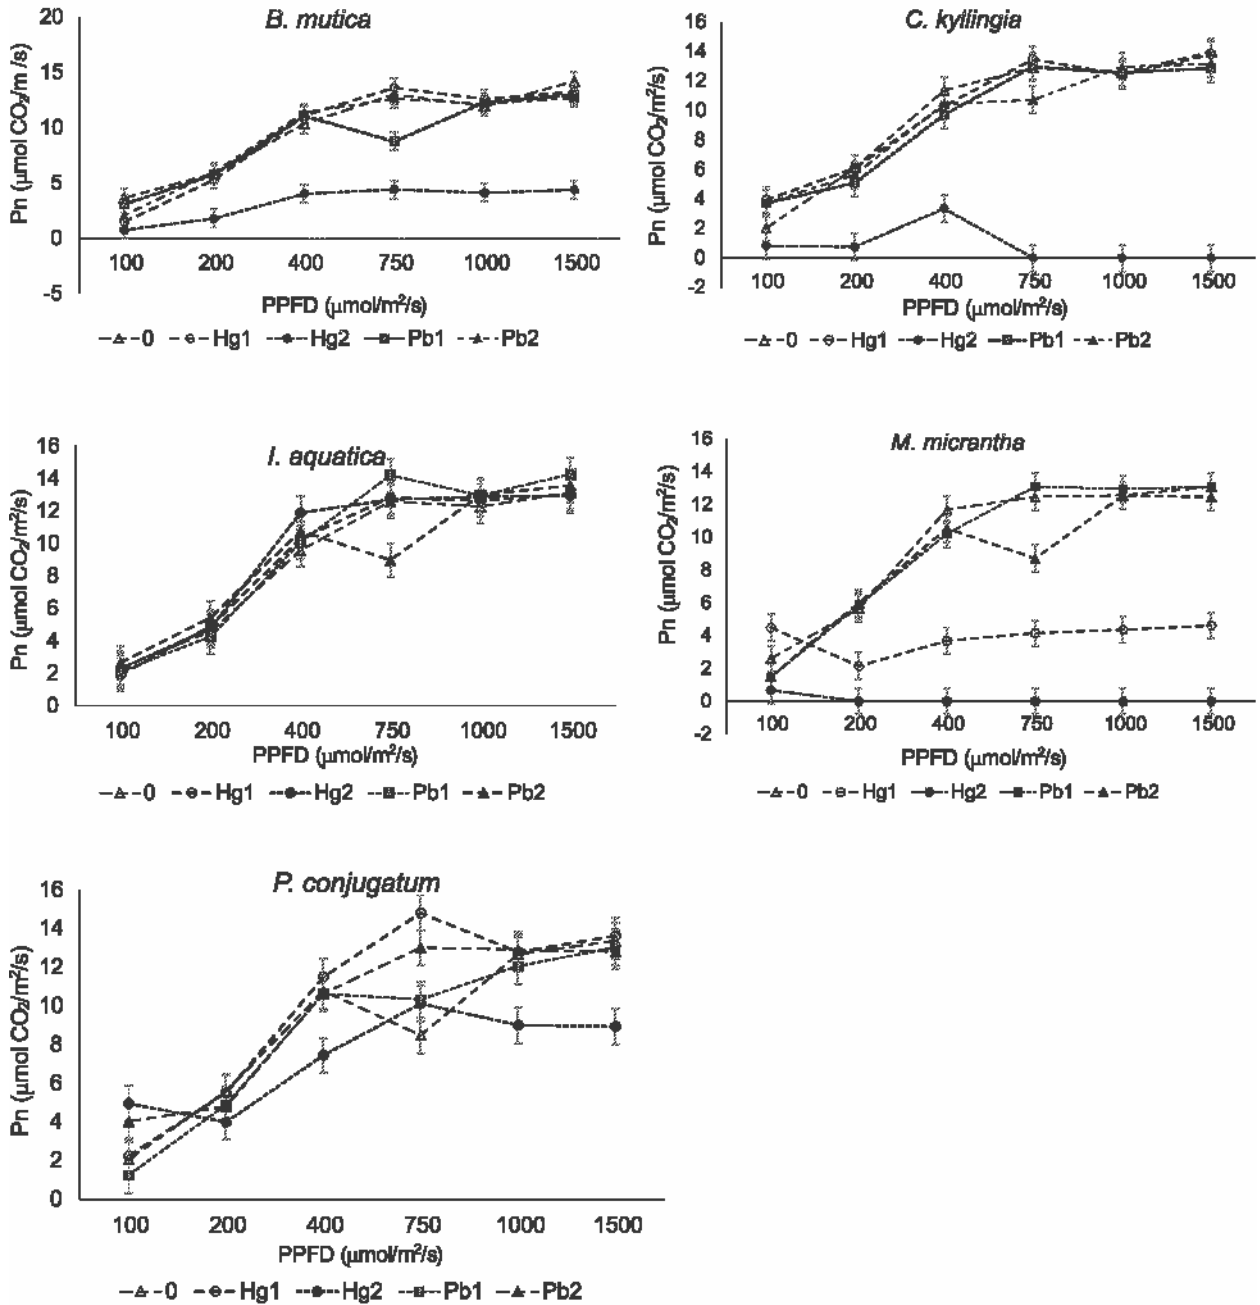 B. mutica
20
15
10
5
0
-5
Pn (μmol CO₂/m /s)
100 200 400 750 1000 1500
PPFD (μmol/m²/s)
0 Hg1 Hg2 Pb1 Pb2
C. kyllingia
16
14
12
10
8
6
4
2
0
-2
Pn (μmol CO₂/m²/s)
100 200 400 750 1000 1500
PPFD (μmol/m²/s)
0 Hg1 Hg2 Pb1 Pb2
I. aquatica
16
14
12
10
8
6
4
2
0
Pn (μmol CO₂/m²/s)
100 200 400 750 1000 1500
PPFD (μmol/m²/s)
0 Hg1 Hg2 Pb1 Pb2
M. micrantha
16
14
12
10
8
6
4
2
0
-2
Pn (μmol CO₂/m²/s)
100 200 400 750 1000 1500
PPFD (μmol/m²/s)
0 Hg1 Hg2 Pb1 Pb2
P. conjugatum
16
14
12
10
8
6
4
2
0
Pn (μmol CO₂/m²/s)
100 200 400 750 1000 1500
PPFD (μmol/m²/s)
0 Hg1 Hg2 Pb1 Pb2